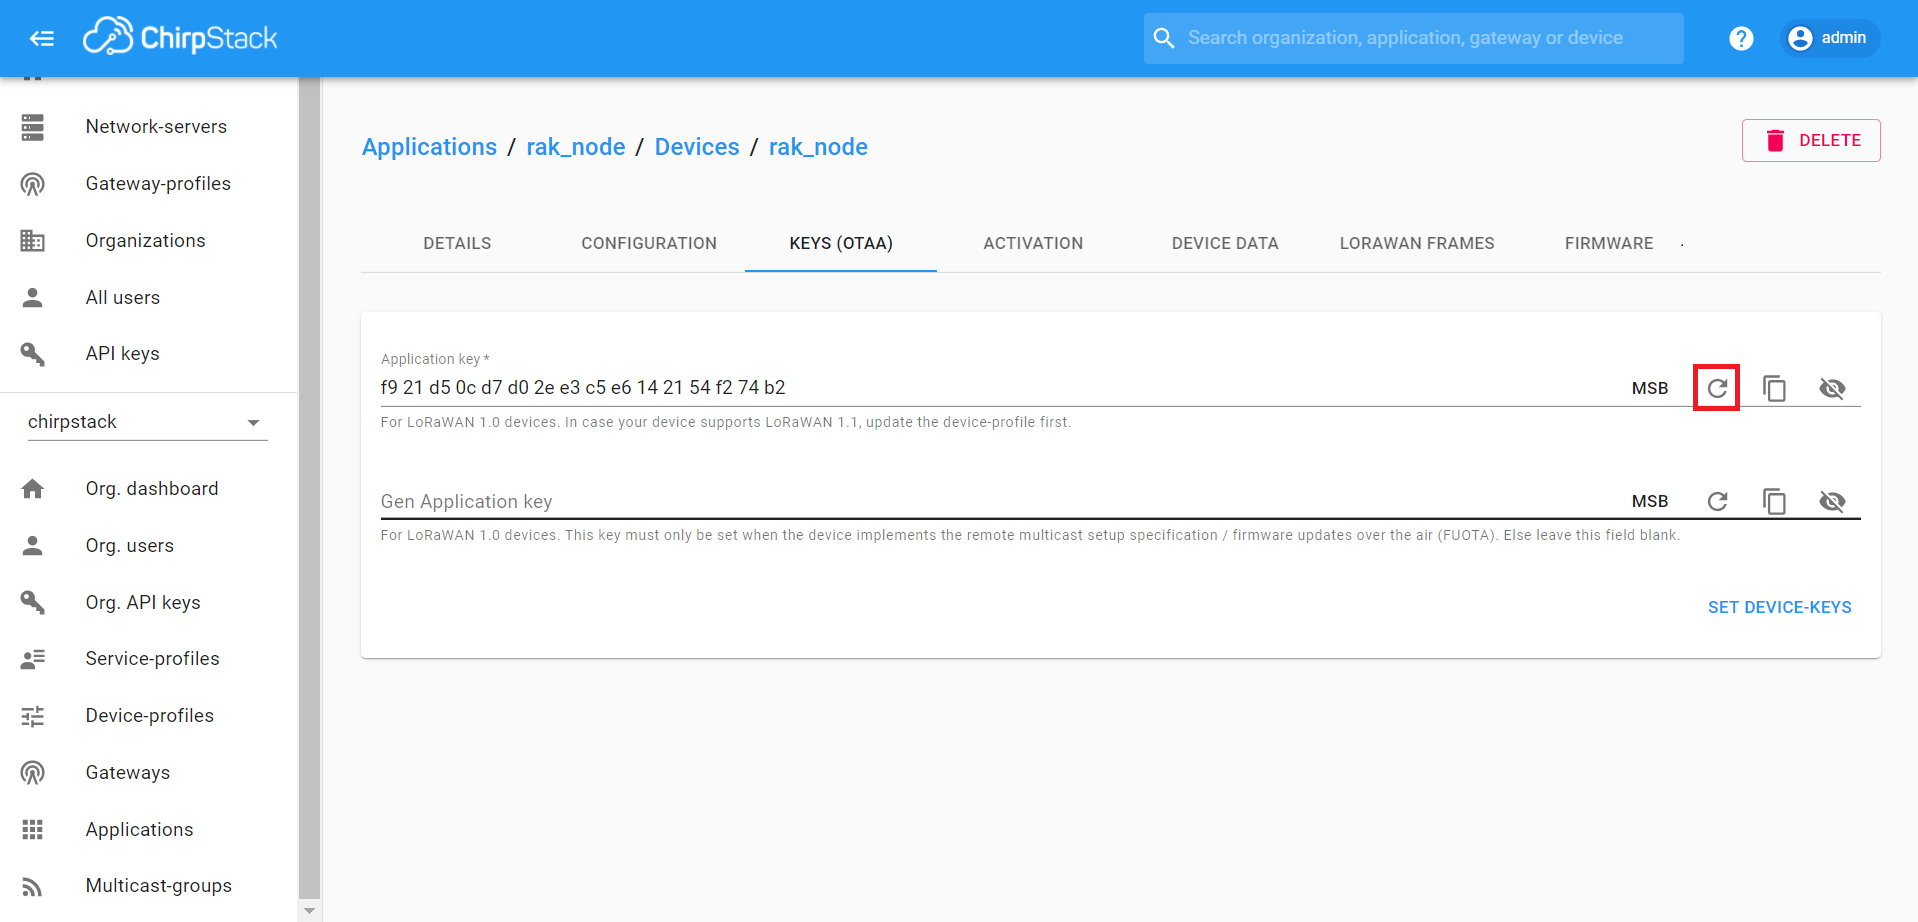 ChirpStack
Search organization, application, gateway or device
? admin
Network-servers
Gateway-profiles
Organizations
All users
API keys
chirpstack
Org. dashboard
Org. users
Org. API keys
Service-profiles
Device-profiles
Gateways
Applications
Multicast-groups
Applications / rak_node / Devices / rak_node
DELETE
DETAILS CONFIGURATION KEYS (OTAA) ACTIVATION DEVICE DATA LORAWAN FRAMES FIRMWARE .
Application key *
f9 21 d5 0c d7 d0 2e e3 c5 e6 14 21 54 f2 74 b2 MSB
For LoRaWAN 1.0 devices. In case your device supports LoRaWAN 1.1, update the device-profile first.
Gen Application key MSB
For LoRaWAN 1.0 devices. This key must only be set when the device implements the remote multicast setup specification / firmware updates over the air (FUOTA). Else leave this field blank.
SET DEVICE-KEYS